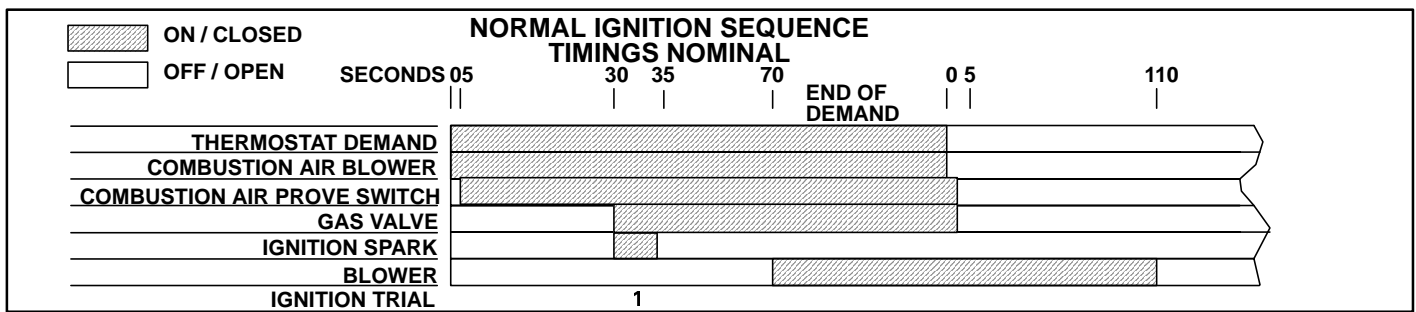 NORMAL IGNITION SEQUENCE
TIMINGS NOMINAL
ON / CLOSED
OFF / OPEN
SECONDS 0 5 30 35 70 0 5 110
END OF
DEMAND
THERMOSTAT DEMAND
COMBUSTION AIR BLOWER
COMBUSTION AIR PROVE SWITCH
GAS VALVE
IGNITION SPARK
BLOWER
IGNITION TRIAL 1